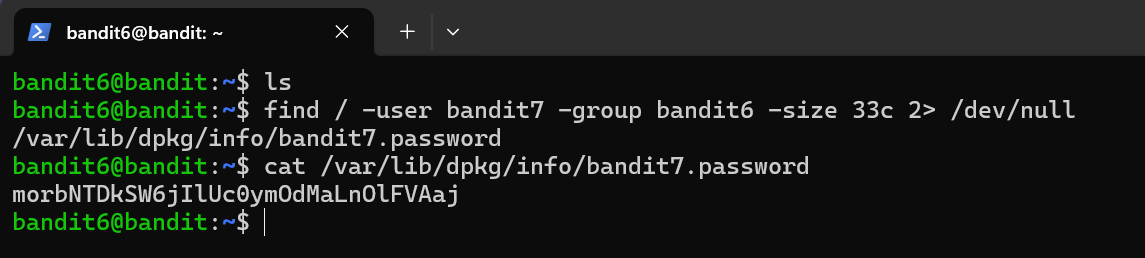 bandit6@bandit: ~
bandit6@bandit:~$ ls
bandit6@bandit:~$ find / -user bandit7 -group bandit6 -size 33c 2> /dev/null
/var/lib/dpkg/info/bandit7.password
bandit6@bandit:~$ cat /var/lib/dpkg/info/bandit7.password
morbNTDkSW6jIlUc0ymOdMaLnOlFVAaj
bandit6@bandit:~$